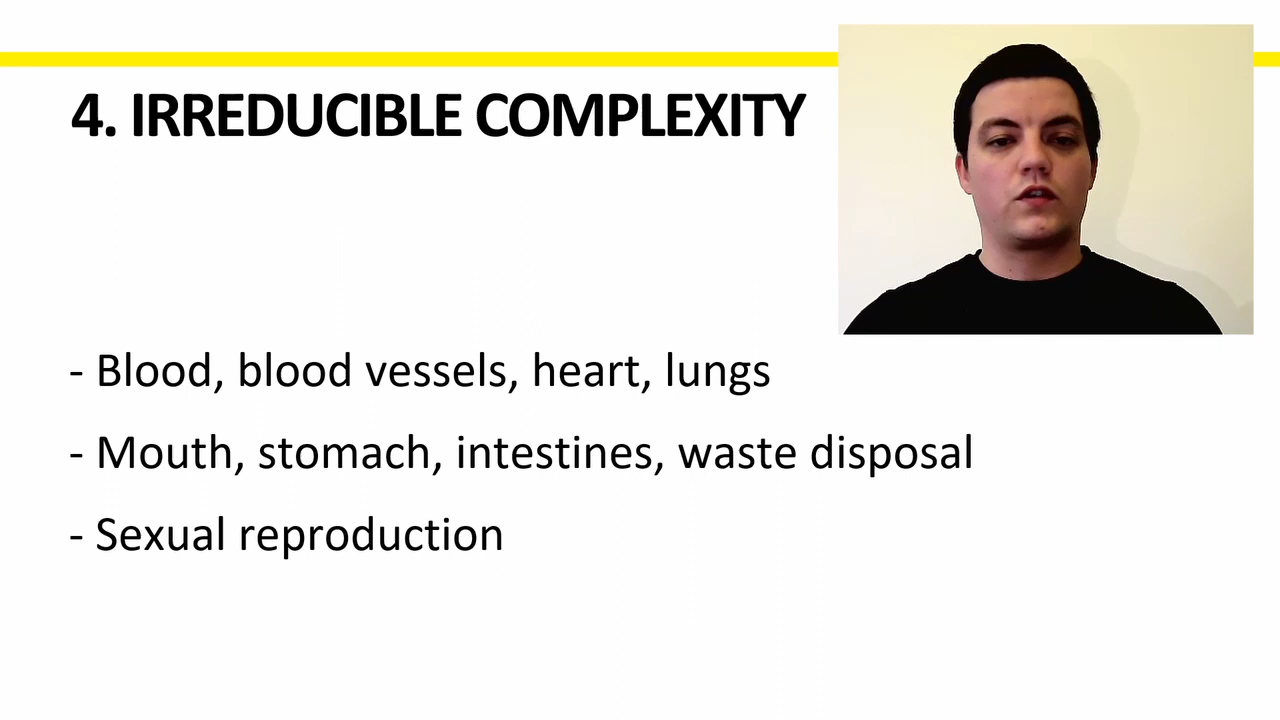 4. IRREDUCIBLE COMPLEXITY
- Blood, blood vessels, heart, lungs
- Mouth, stomach, intestines, waste disposal
- Sexual reproduction